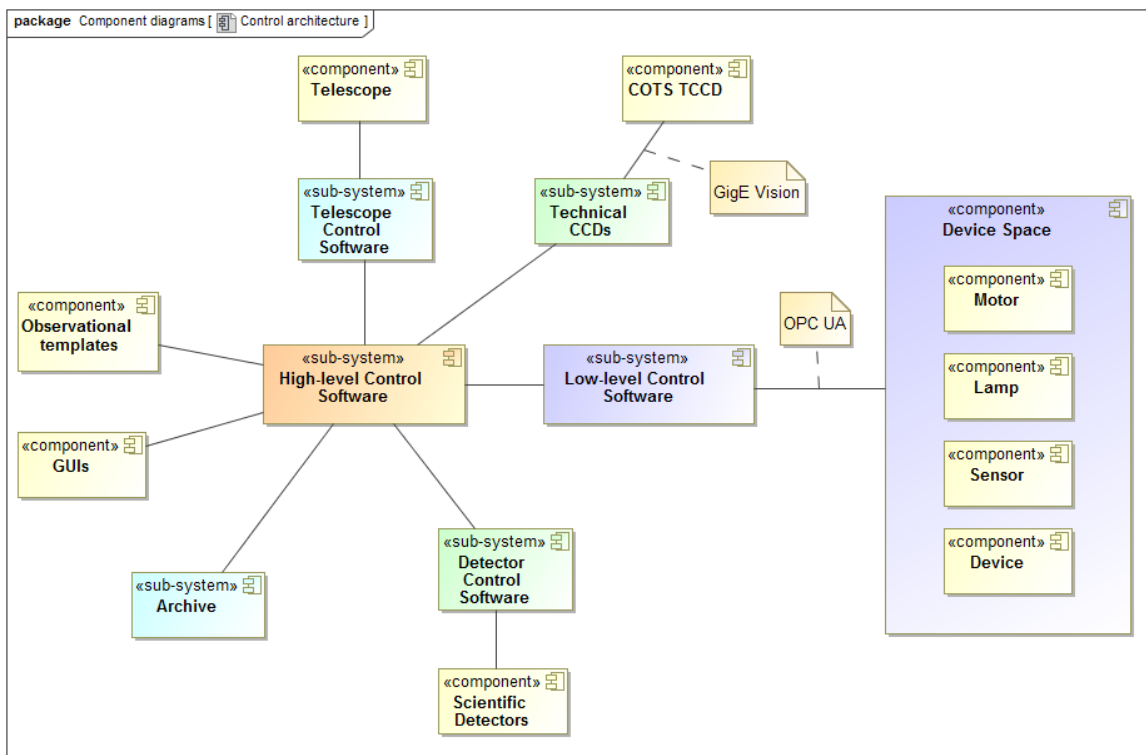 package Component diagrams [ Control architecture ]
«component»
Telescope
«component»
COTS TCCD
GigE Vision
«sub-system»
Telescope
Control
Software
«sub-system»
Technical
CCDs
«component»
Device Space
«component»
Motor
«component»
Observational
templates
OPC UA
«sub-system»
High-level Control
Software
«sub-system»
Low-level Control
Software
«component»
Lamp
«component»
GUIs
«component»
Sensor
«sub-system»
Detector
Control
Software
«component»
Device
«sub-system»
Archive
«component»
Scientific
Detectors